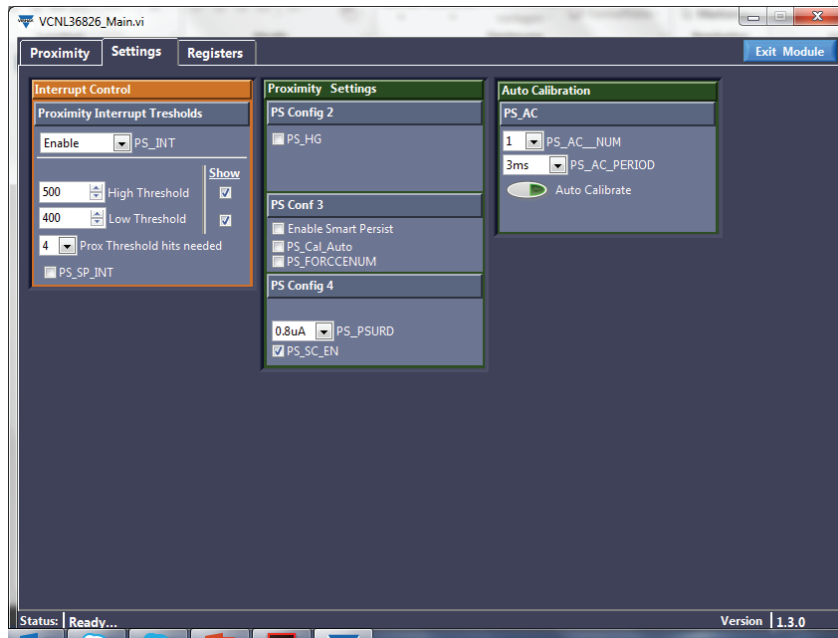 VCNL36826_Main.vi
Proximity
Settings
Registers
Exit Module
Interrupt Control
Proximity Interrupt Tresholds
Enable PS_INT
Show
500 High Threshold
400 Low Threshold
4 Prox Threshold hits needed
PS_SP_INT
Proximity Settings
PS Config 2
PS_HG
PS Conf 3
Enable Smart Persist
PS_Cal_Auto
PS_FORCCENUM
PS Config 4
0.8uA PS_PSURD
PS_SC_EN
Auto Calibration
PS_AC
1 PS_AC__NUM
3ms PS_AC_PERIOD
Auto Calibrate
Status: Ready...
Version 1.3.0